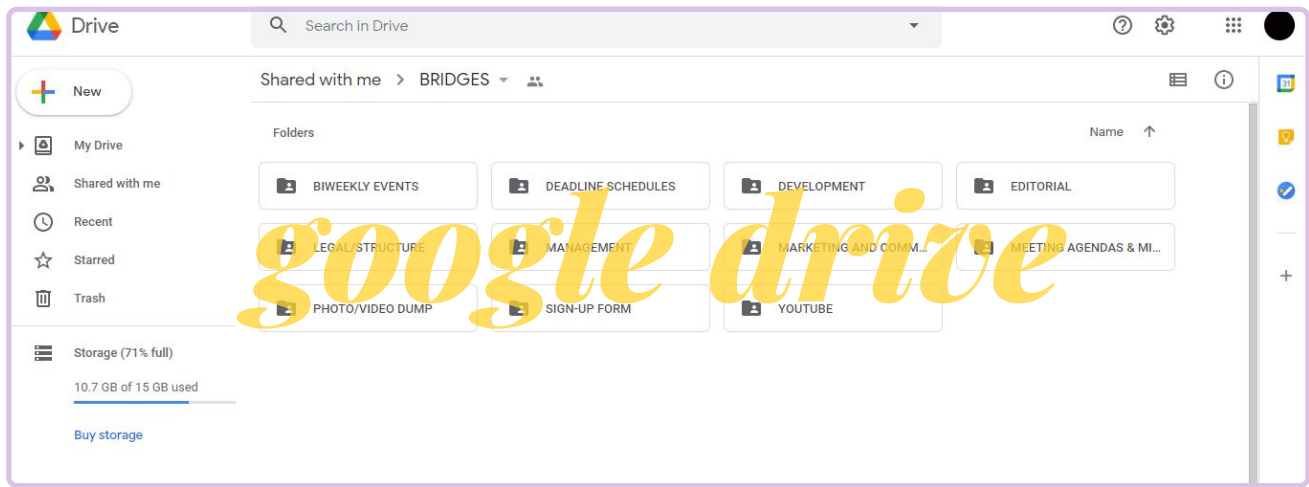 Drive
Search in Drive
New
Shared with me > BRIDGES
My Drive
Shared with me
Recent
Starred
Trash
Storage (71% full)
10.7 GB of 15 GB used
Buy storage
Folders
Name
BIWEEKLY EVENTS
DEADLINE SCHEDULES
DEVELOPMENT
EDITORIAL
LEGAL/STRUCTURE
MANAGEMENT
MARKETING AND COMM...
MEETING AGENDAS & MI...
PHOTO/VIDEO DUMP
SIGN-UP FORM
YOUTUBE
google drive
31